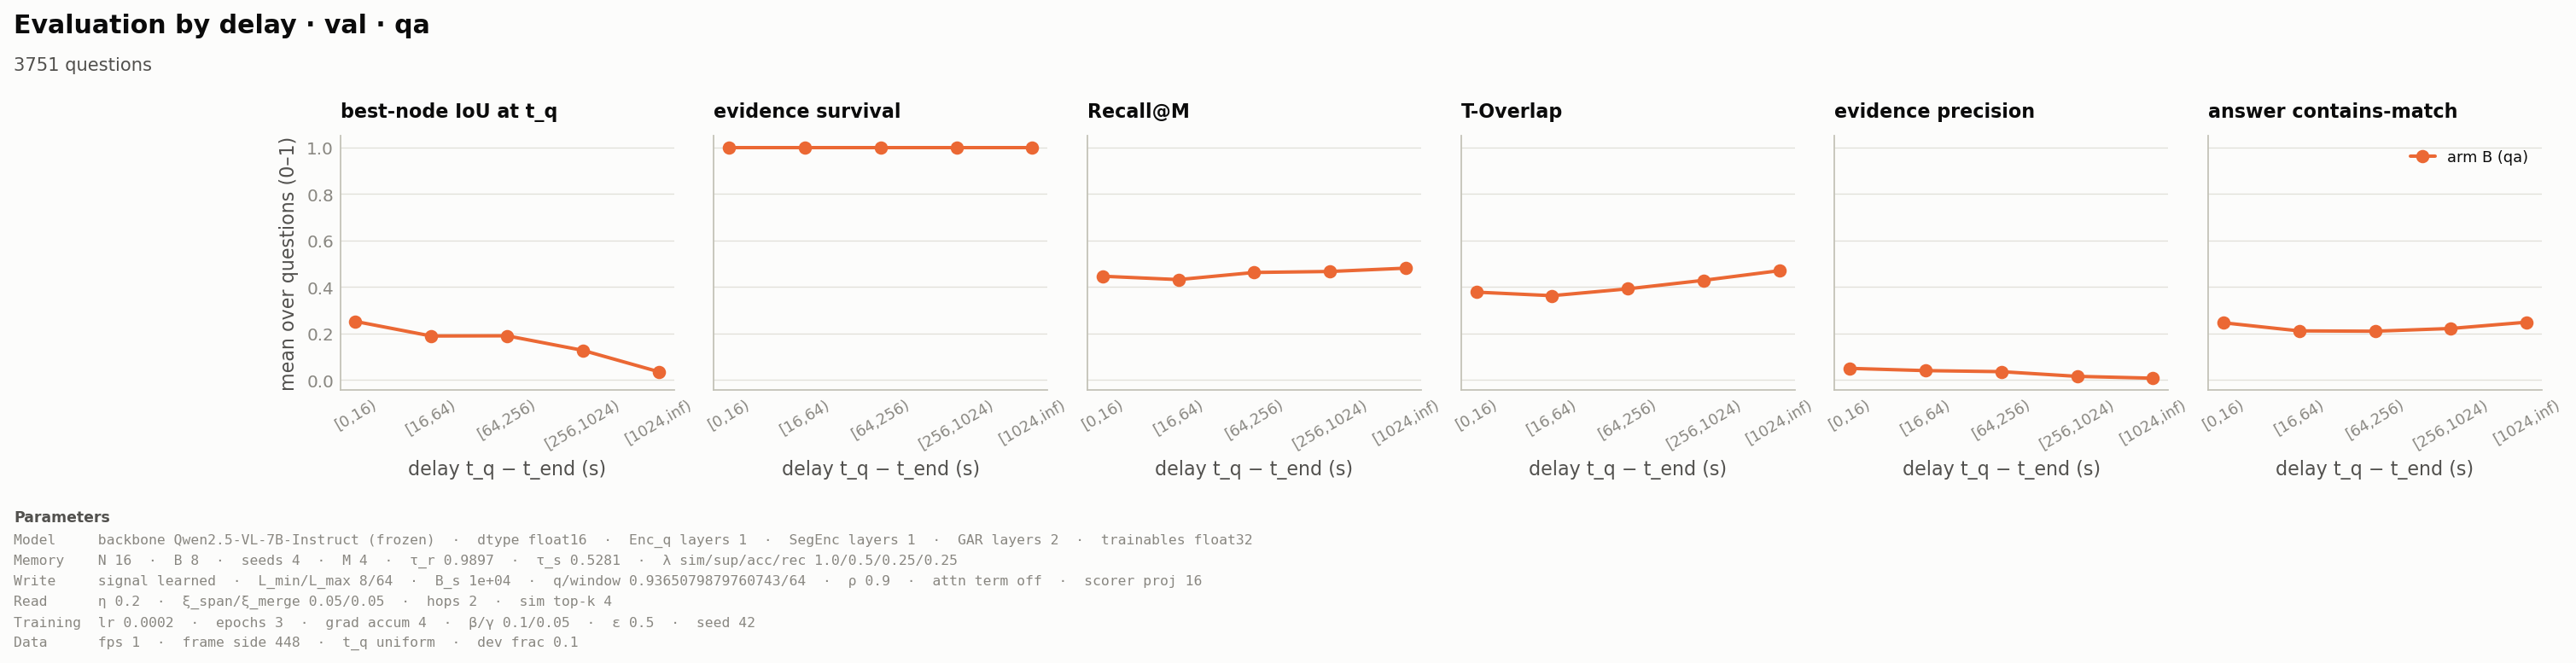 Evaluation by delay · val · qa
3751 questions
best-node IoU at t_q
evidence survival
Recall@M
T-Overlap
evidence precision
answer contains-match
mean over questions (0–1)
1.0
0.8
0.6
0.4
0.2
0.0
arm B (qa)
[0,16) [16,64) [64,256) [256,1024) [1024,inf)
[0,16) [16,64) [64,256) [256,1024) [1024,inf)
[0,16) [16,64) [64,256) [256,1024) [1024,inf)
[0,16) [16,64) [64,256) [256,1024) [1024,inf)
[0,16) [16,64) [64,256) [256,1024) [1024,inf)
[0,16) [16,64) [64,256) [256,1024) [1024,inf)
delay t_q − t_end (s)
delay t_q − t_end (s)
delay t_q − t_end (s)
delay t_q − t_end (s)
delay t_q − t_end (s)
delay t_q − t_end (s)
Parameters
Model backbone Qwen2.5-VL-7B-Instruct (frozen) · dtype float16 · Enc_q layers 1 · SegEnc layers 1 · GAR layers 2 · trainables float32
Memory N 16 · B 8 · seeds 4 · M 4 · τ_r 0.9897 · τ_s 0.5281 · λ sim/sup/acc/rec 1.0/0.5/0.25/0.25
Write signal learned · L_min/L_max 8/64 · B_s 1e+04 · q/window 0.9365079879760743/64 · ρ 0.9 · attn term off · scorer proj 16
Read η 0.2 · ξ_span/ξ_merge 0.05/0.05 · hops 2 · sim top-k 4
Training lr 0.0002 · epochs 3 · grad accum 4 · β/γ 0.1/0.05 · ε 0.5 · seed 42
Data fps 1 · frame side 448 · t_q uniform · dev frac 0.1